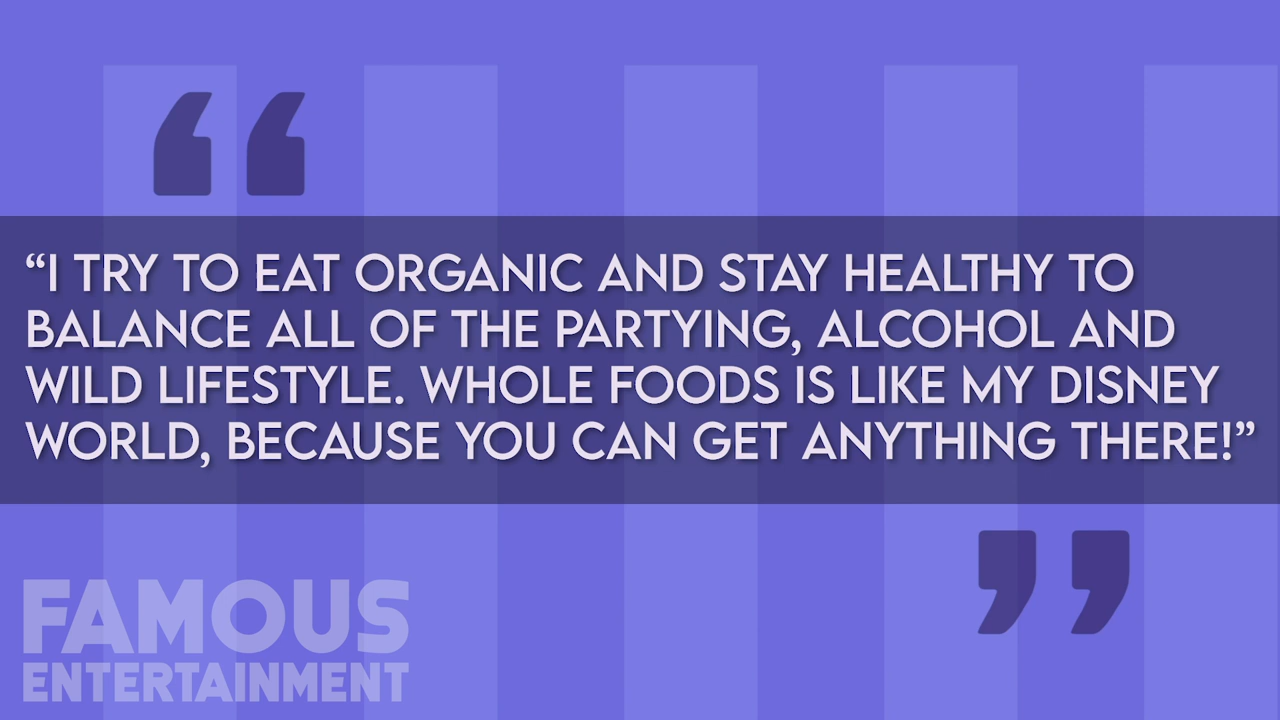 “I TRY TO EAT ORGANIC AND STAY HEALTHY TO
BALANCE ALL OF THE PARTYING, ALCOHOL AND
WILD LIFESTYLE. WHOLE FOODS IS LIKE MY DISNEY
WORLD, BECAUSE YOU CAN GET ANYTHING THERE!”
FAMOUS
ENTERTAINMENT